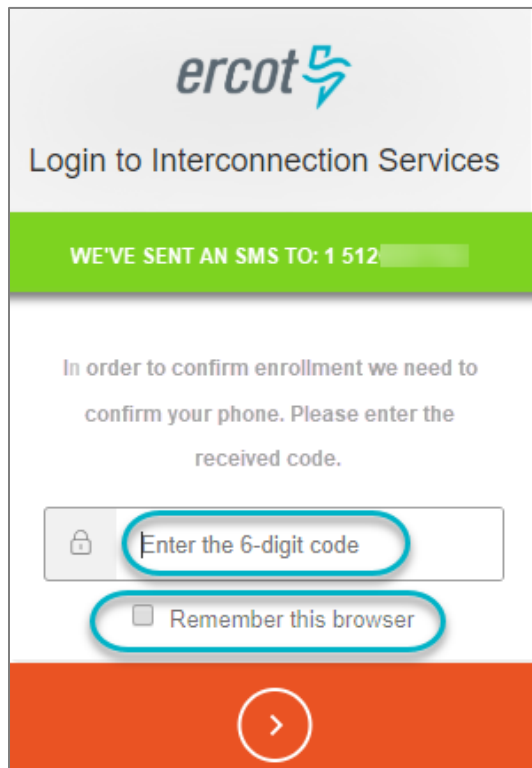 ercot
Login to Interconnection Services
WE'VE SENT AN SMS TO: 1 512
In order to confirm enrollment we need to
confirm your phone. Please enter the
received code.
Enter the 6-digit code
Remember this browser